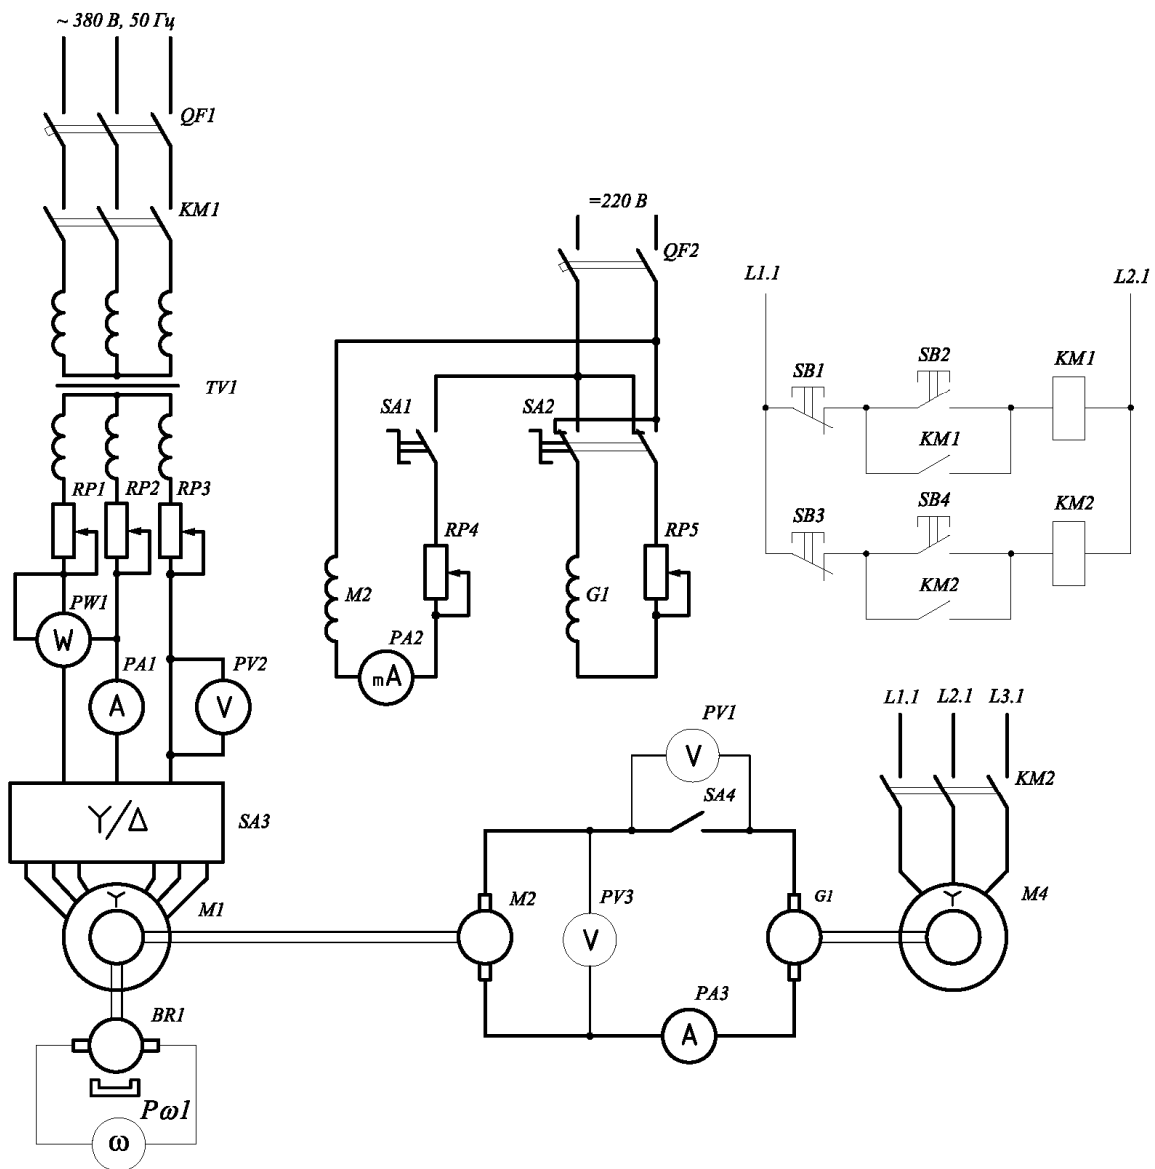 ~ 380 В, 50 Гц
QF1
KM1
=220 В
QF2
L1.1
L2.1
SB1
SB2
KM1
TV1
SA1
SA2
KM1
RP1
RP2
RP3
SB3
SB4
KM2
RP4
RP5
M2
G1
KM2
PW1
W
PA1
PV2
PA2
A
V
mA
L1.1
L2.1
L3.1
PV1
V
KM2
SA4
Y/Δ
SA3
Y
M1
M2
PV3
G1
Y
M4
V
BR1
PA3
A
Pω1
ω